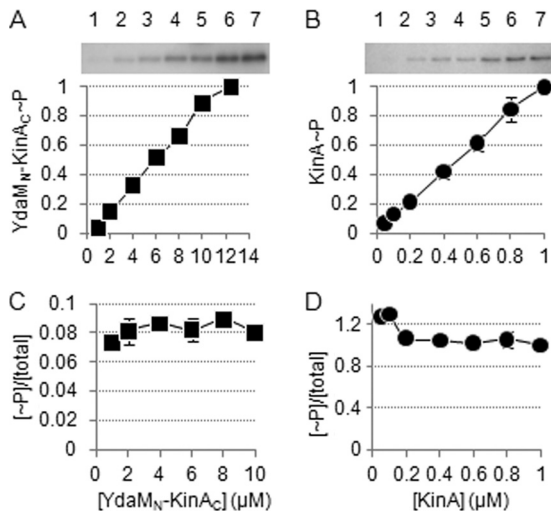 A 1 2 3 4 5 6 7
YdaMN-KinAC~P
1
0.8
0.6
0.4
0.2
0
0 2 4 6 8 10 12 14
B 1 2 3 4 5 6 7
KinA~P
1
0.8
0.6
0.4
0.2
0
0 0.2 0.4 0.6 0.8 1
C
[~P]/[total]
0.1
0.08
0.06
0.04
0.02
0
0 2 4 6 8 10
[YdaMN-KinAC] (µM)
D
[~P]/[total]
1.2
0.8
0.4
0
0 0.2 0.4 0.6 0.8 1
[KinA] (µM)